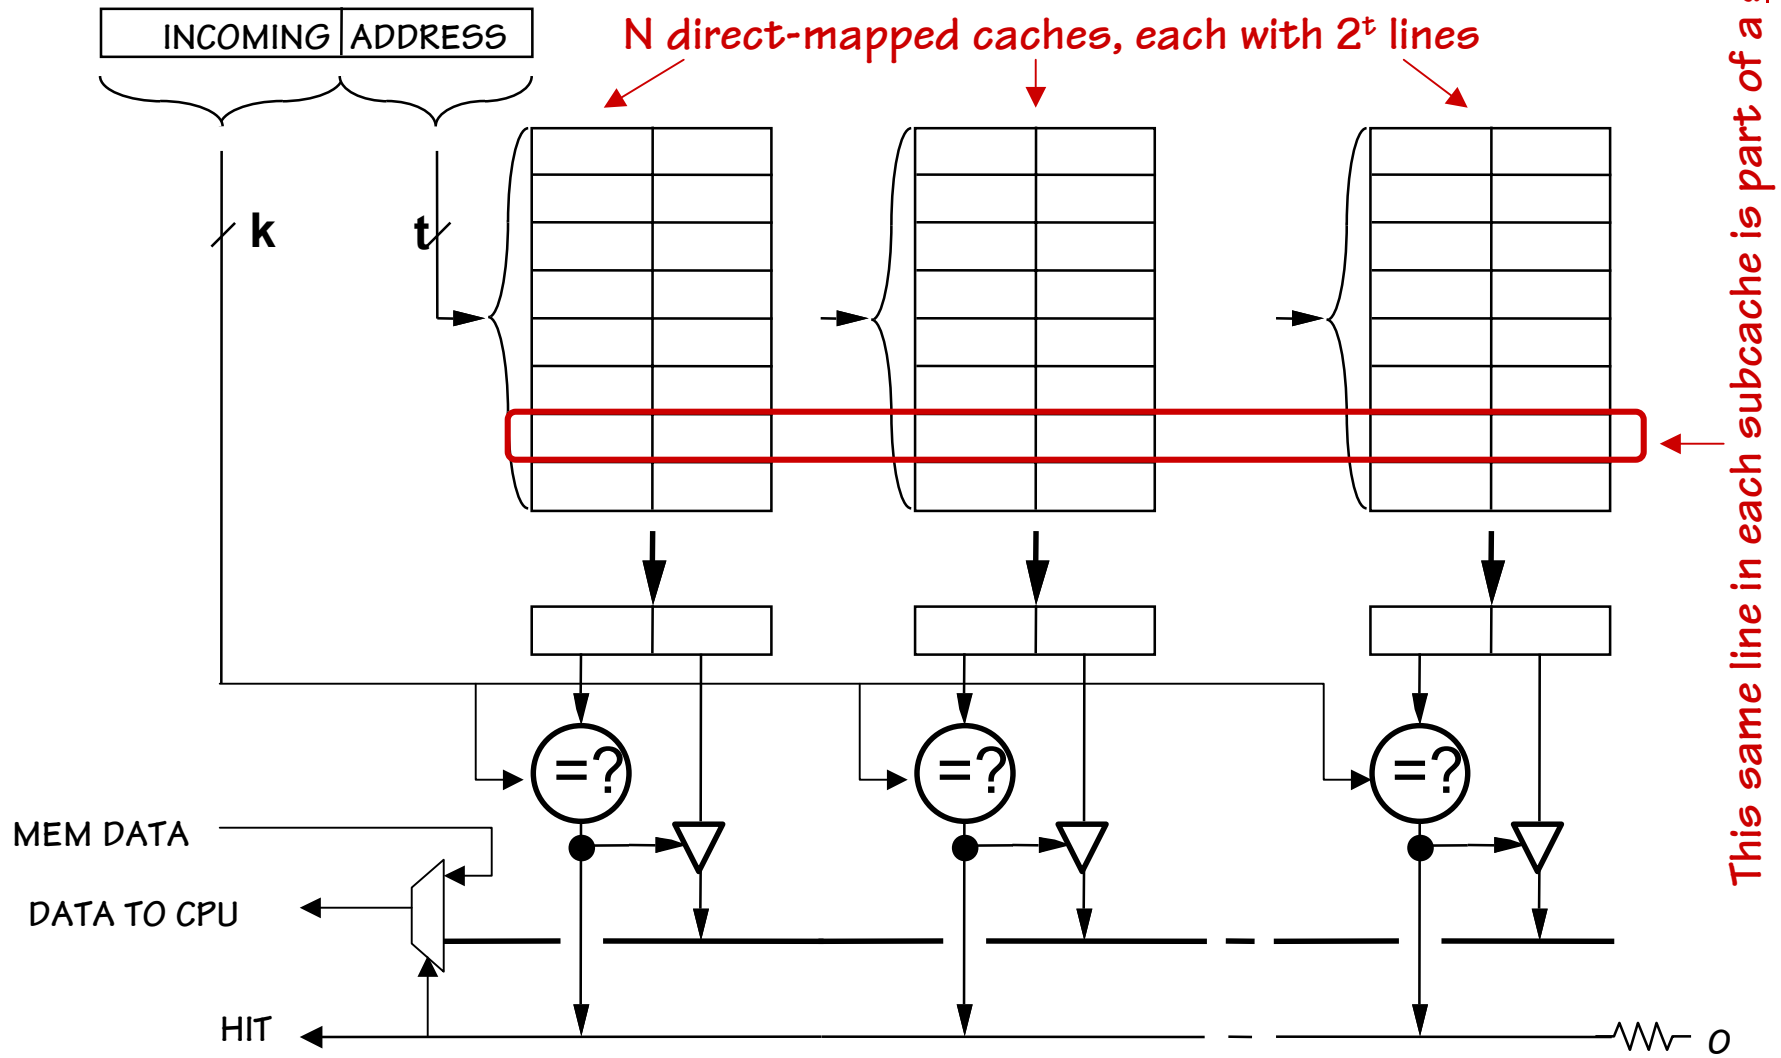 INCOMING ADDRESS
N direct-mapped caches, each with 2ᵗ lines
k
t
=?
=?
=?
MEM DATA
DATA TO CPU
HIT
0
This same line in each subcache is part of a